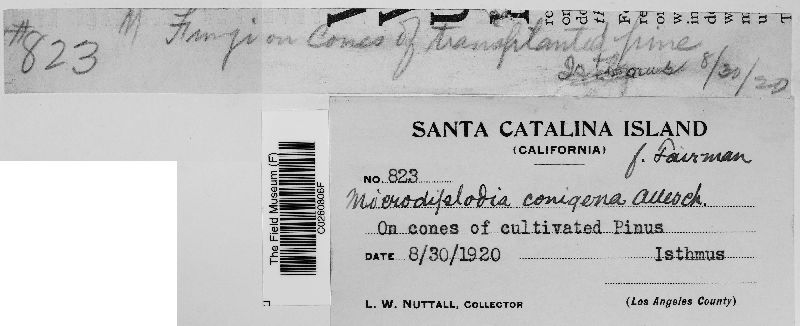 #823 M Fungi on cones of transplanted pine
Isthmus 8/30/20
The Field Museum (F)
C0260806F
SANTA CATALINA ISLAND
(CALIFORNIA)
f. Fairman
NO. 823
Microdiplodia conigena Allesch.
On cones of cultivated Pinus
DATE 8/30/1920 Isthmus
L. W. NUTTALL, COLLECTOR (Los Angeles County)